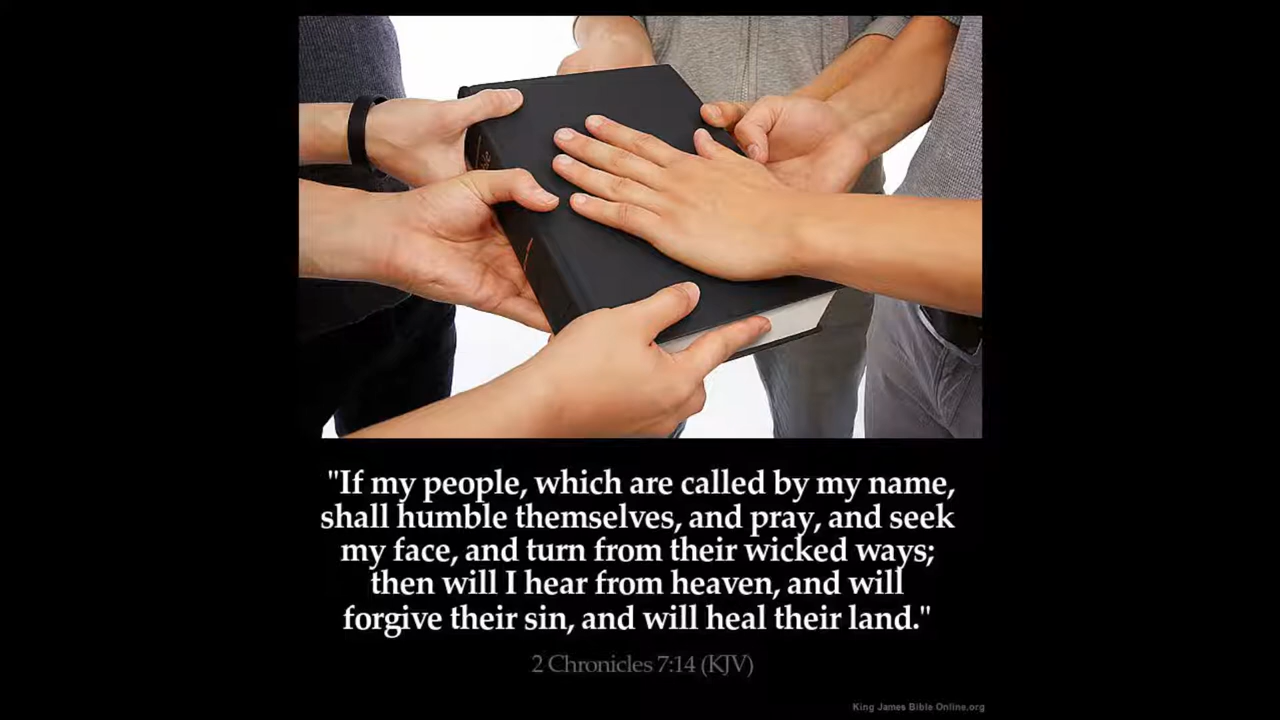 "If my people, which are called by my name,
shall humble themselves, and pray, and seek
my face, and turn from their wicked ways;
then will I hear from heaven, and will
forgive their sin, and will heal their land."
2 Chronicles 7:14 (KJV)
King James Bible Online.org